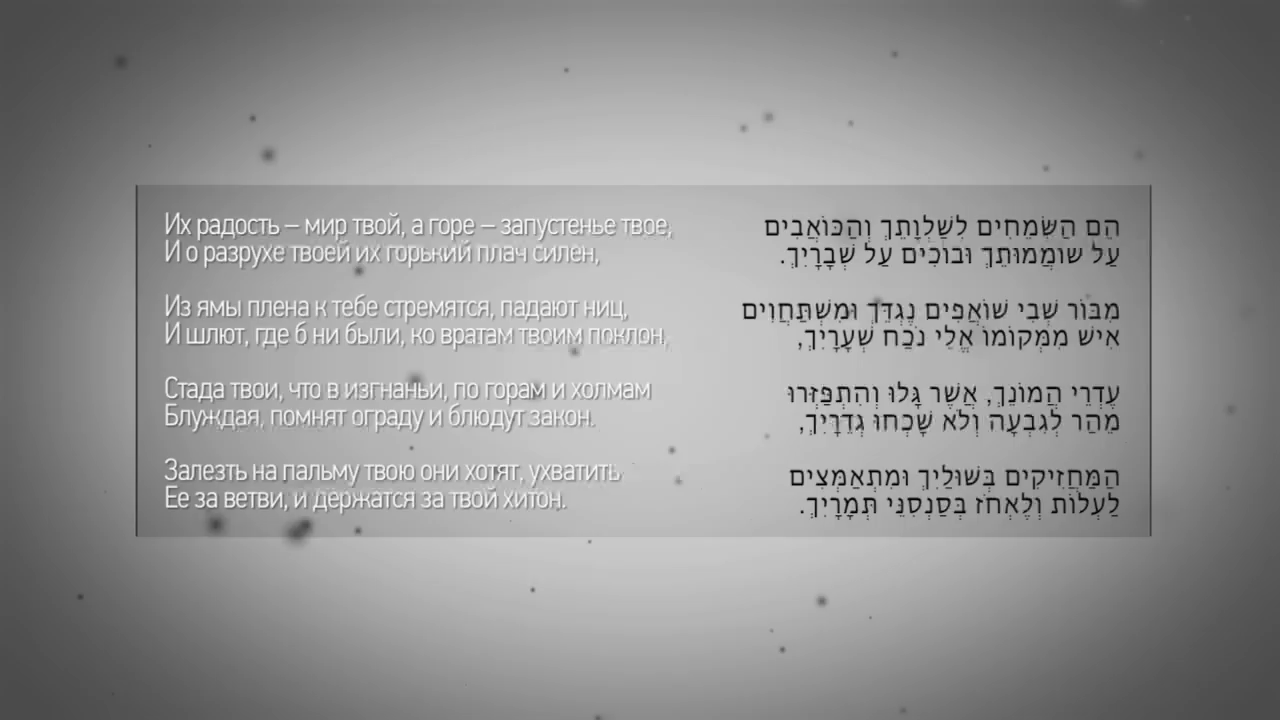 Их радость – мир твой, а горе – запустенье твое,
И о разрухе твоей их горький плач силен,
Из ямы плена к тебе стремятся, падают ниц,
И шлют, где б ни были, ко вратам твоим поклон,
Стада твои, что в изгнаньи, по горам и холмам
Блуждая, помнят ограду и блюдут закон.
Залезть на пальму твою они хотят, ухватить
Ее за ветви, и держатся за твой хитон.
הֵם הַשְּׂמֵחִים לְשַׁלְוָתֵךְ וְהַכּוֹאֲבִים
עַל שׁוֹמֲמוּתֵךְ וּבוֹכִים עַל שְׁבָרָיִךְ.
מִבּוֹר שְׁבִי שׁוֹאֲפִים נֶגְדֵּךְ וּמִשְׁתַּחֲוִים
אִישׁ מִמְּקוֹמוֹ אֱלֵי נֹכַח שְׁעָרָיִךְ,
עֶדְרֵי הֲמוֹנֵךְ, אֲשֶׁר גָּלוּ וְהִתְפַּזְּרוּ
מֵהַר לְגִבְעָה וְלֹא שָׁכְחוּ גְדֵרָיִךְ,
הַמַּחֲזִיקִים בְּשׁוּלַיִךְ וּמִתְאַמְּצִים
לַעְלוֹת וְלֶאְחֹז בְּסַנְסִנֵּי תְּמָרָיִךְ.